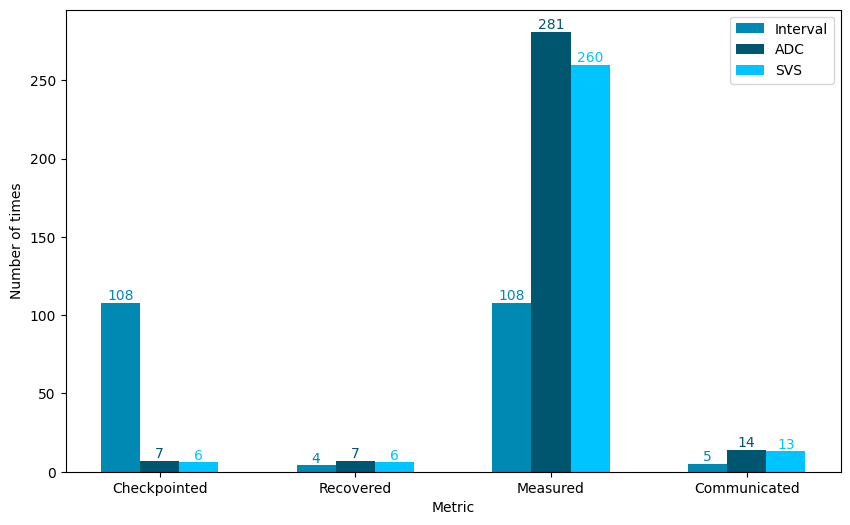 281
260
108
108
7
6
4
7
6
5
14
13
Interval
ADC
SVS
250
200
150
100
50
0
Number of times
Checkpointed
Recovered
Measured
Communicated
Metric